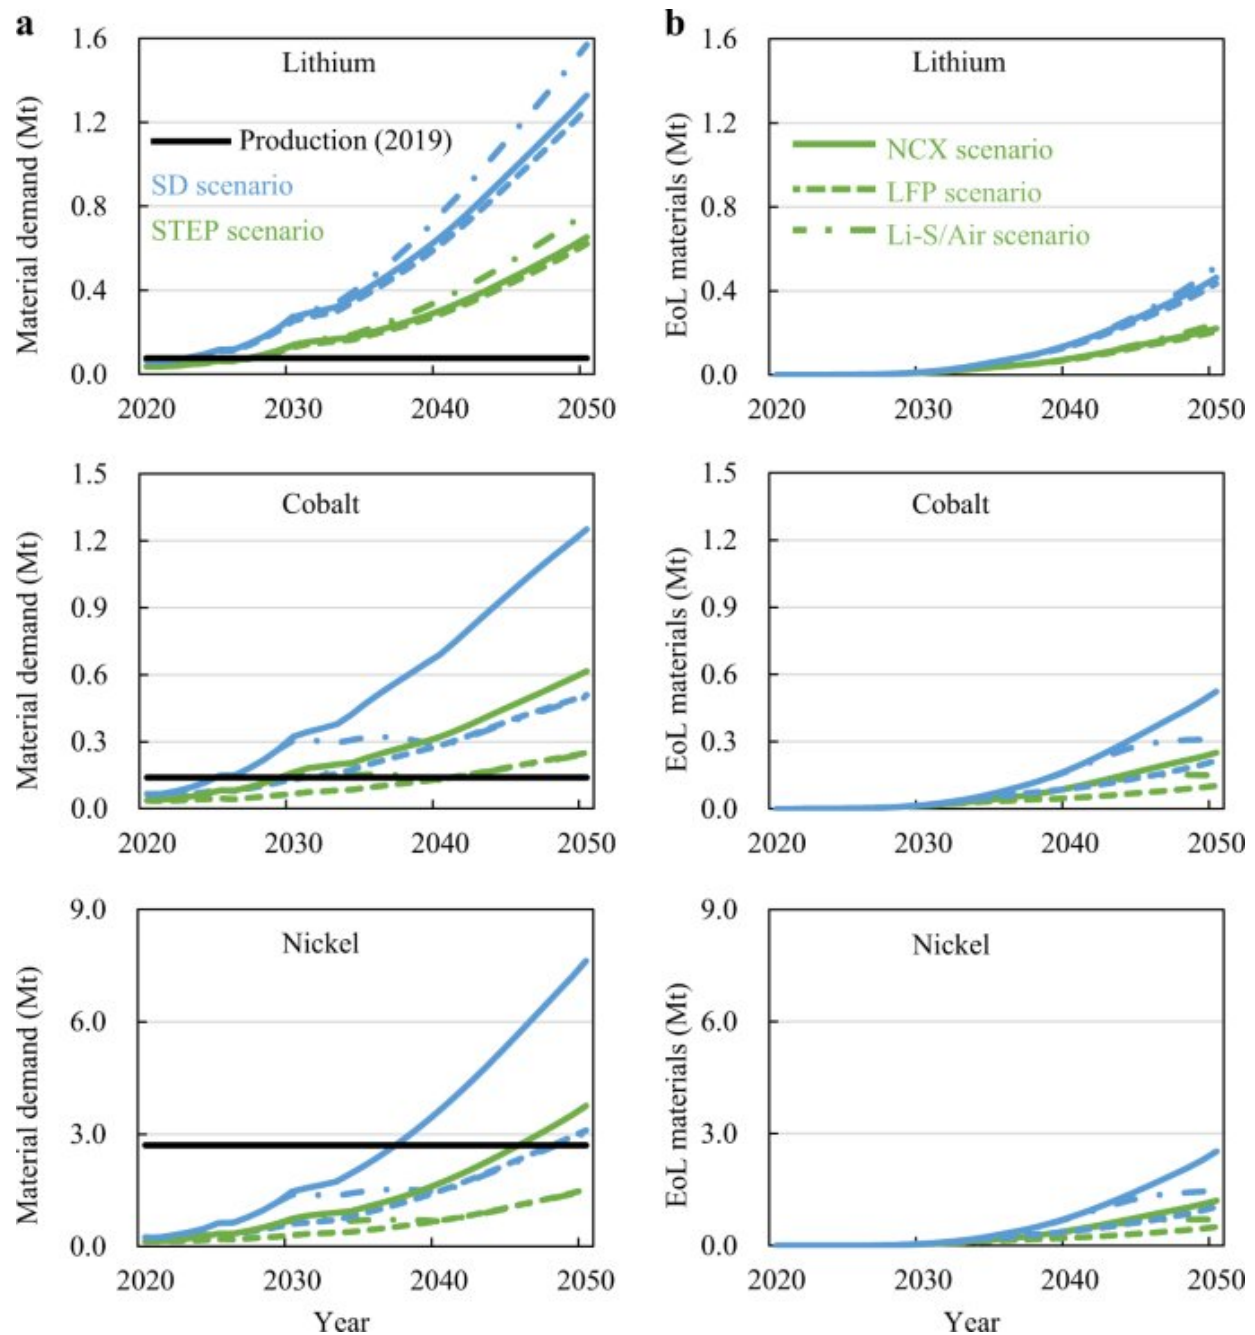 a
Lithium
Material demand (Mt)
1.6
1.2
0.8
0.4
0.0
Production (2019)
SD scenario
STEP scenario
2020 2030 2040 2050
b
Lithium
EoL materials (Mt)
1.6
1.2
0.8
0.4
0.0
NCX scenario
LFP scenario
Li-S/Air scenario
2020 2030 2040 2050
Cobalt
Material demand (Mt)
1.5
1.2
0.9
0.6
0.3
0.0
2020 2030 2040 2050
Cobalt
EoL materials (Mt)
1.5
1.2
0.9
0.6
0.3
0.0
2020 2030 2040 2050
Nickel
Material demand (Mt)
9.0
6.0
3.0
0.0
2020 2030 2040 2050
Year
Nickel
EoL materials (Mt)
9.0
6.0
3.0
0.0
2020 2030 2040 2050
Year